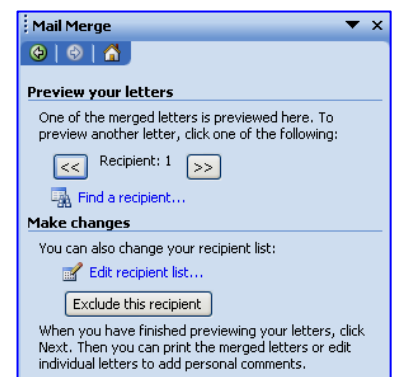 Mail Merge
Preview your letters
One of the merged letters is previewed here. To
preview another letter, click one of the following:
<< Recipient: 1 >>
Find a recipient...
Make changes
You can also change your recipient list:
Edit recipient list...
Exclude this recipient
When you have finished previewing your letters, click
Next. Then you can print the merged letters or edit
individual letters to add personal comments.